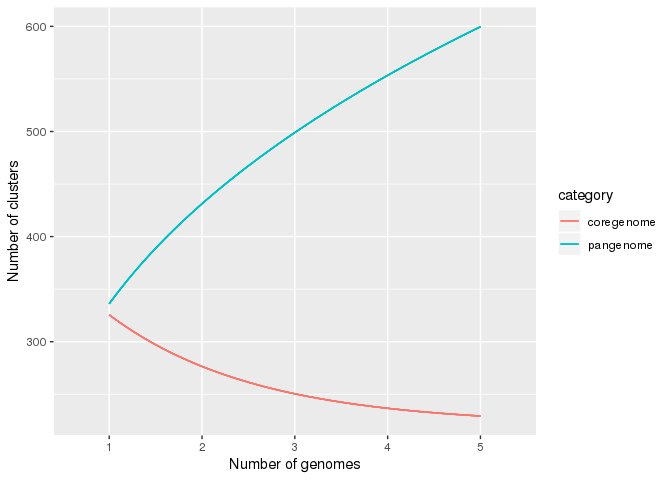 600
500
400
300
Number of clusters
1 2 3 4 5
Number of genomes
category
coregenome
pangenome